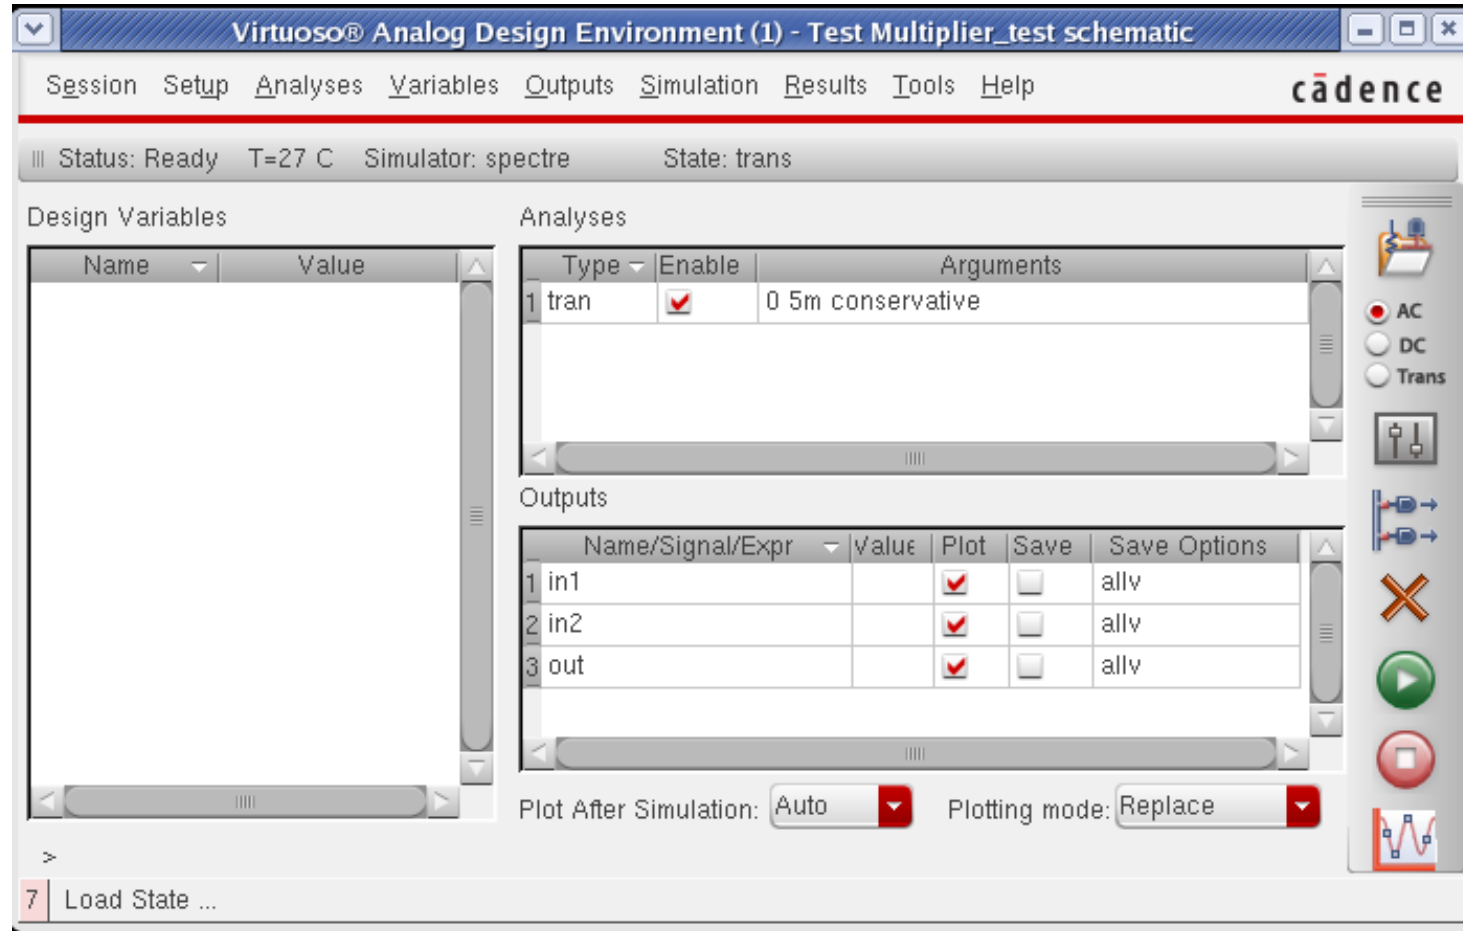 Virtuoso® Analog Design Environment (1) - Test Multiplier_test schematic
Session Setup Analyses Variables Outputs Simulation Results Tools Help cādence
Status: Ready T=27 C Simulator: spectre State: trans
Design Variables
Name Value
Analyses
Type Enable Arguments
1 tran 0 5m conservative
Outputs
Name/Signal/Expr Value Plot Save Save Options
1 in1 allv
2 in2 allv
3 out allv
Plot After Simulation: Auto Plotting mode: Replace
AC
DC
Trans
>
7 Load State ...